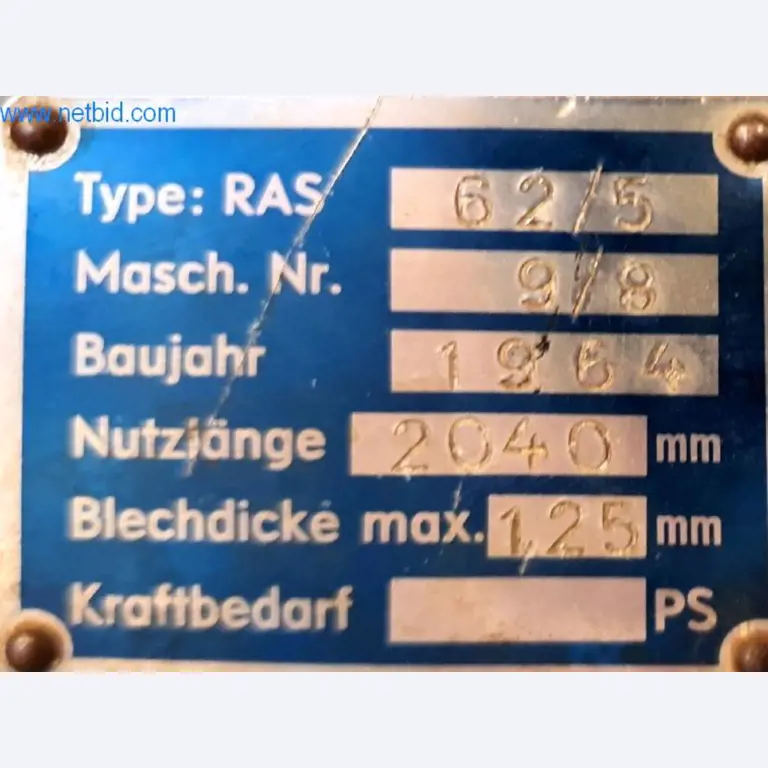 www.netbid.com
Type: RAS 62/5
Masch. Nr. 9/8
Baujahr 1964
Nutzlänge 2040 mm
Blechdicke max. 1,25 mm
Kraftbedarf PS